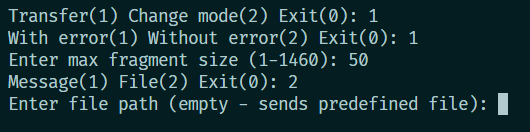 Transfer(1) Change mode(2) Exit(0): 1
With error(1) Without error(2) Exit(0): 1
Enter max fragment size (1-1460): 50
Message(1) File(2) Exit(0): 2
Enter file path (empty - sends predefined file):